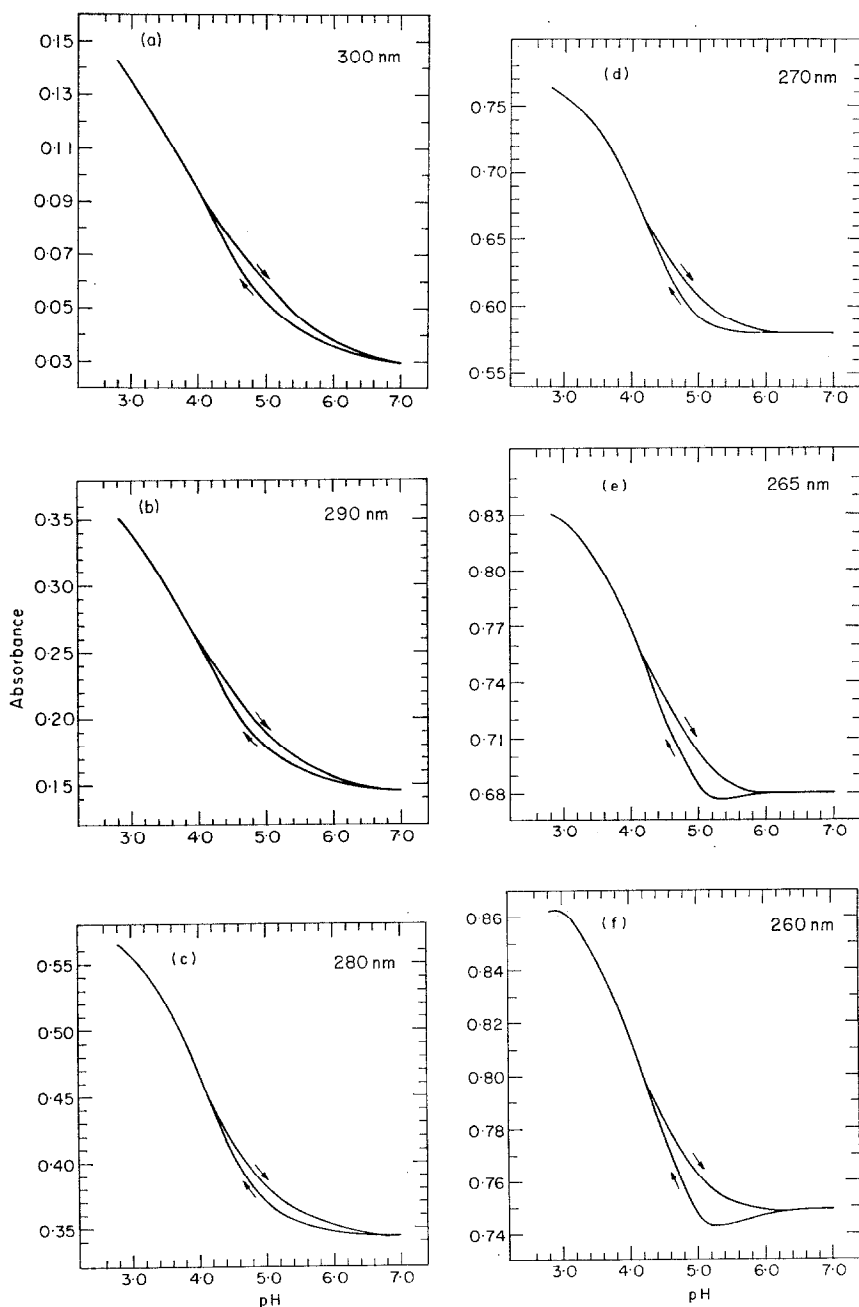 (a)
300 nm
0·15
0·13
0·11
0·09
0·07
0·05
0·03
3·0 4·0 5·0 6·0 7·0
(b)
290 nm
0·35
0·30
0·25
0·20
0·15
3·0 4·0 5·0 6·0 7·0
Absorbance
(c)
280 nm
0·55
0·50
0·45
0·40
0·35
3·0 4·0 5·0 6·0 7·0
pH
(d)
270 nm
0·75
0·70
0·65
0·60
0·55
3·0 4·0 5·0 6·0 7·0
(e)
265 nm
0·83
0·80
0·77
0·74
0·71
0·68
3·0 4·0 5·0 6·0 7·0
(f)
260 nm
0·86
0·84
0·82
0·80
0·78
0·76
0·74
3·0 4·0 5·0 6·0 7·0
pH